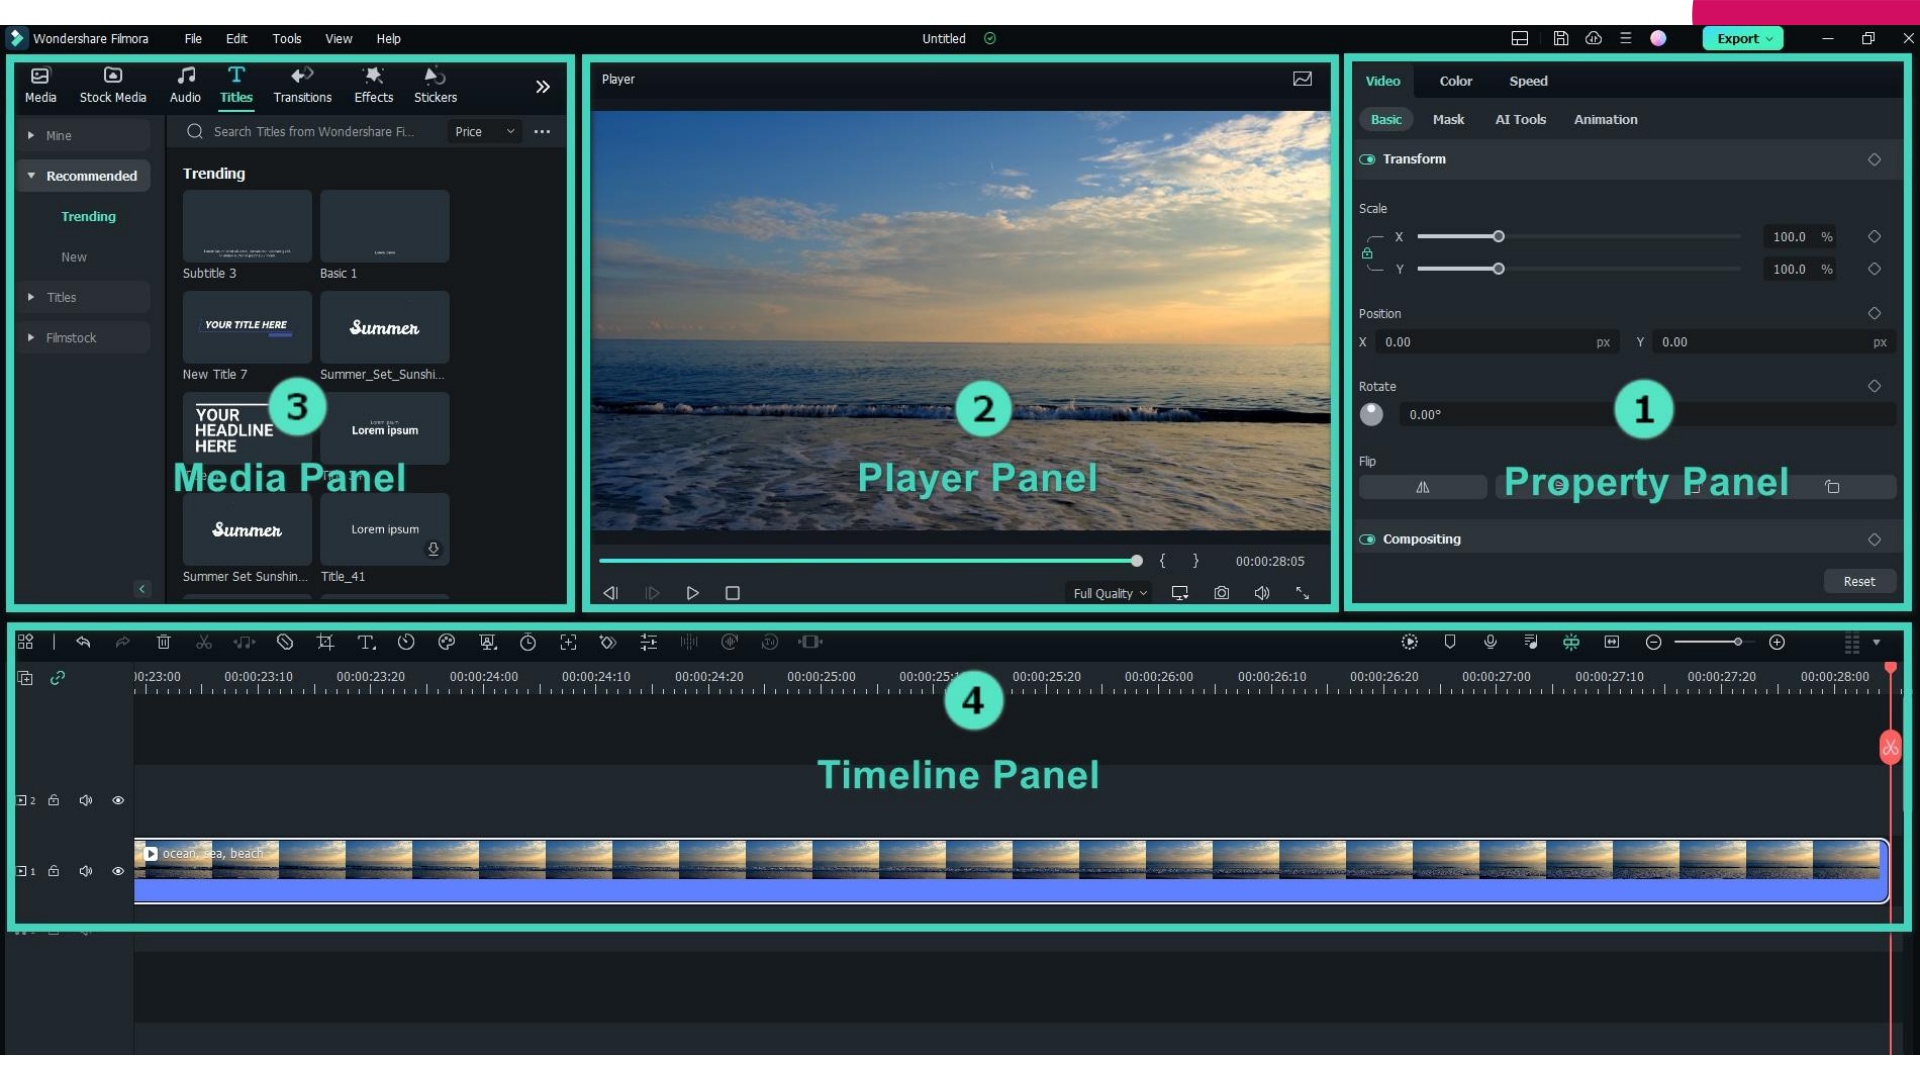 Wondershare Filmora File Edit Tools View Help Untitled Export
Media Stock Media Audio Titles Transitions Effects Stickers
Mine
Recommended
Trending
New
Titles
Filmstock
Search Titles from Wondershare Fi... Price
Trending
Subtitle 3 Basic 1
YOUR TITLE HERE Summer
New Title 7 Summer_Set_Sunshi...
YOUR
HEADLINE
HERE
Lorem ipsum
3
Media Panel
Summer Lorem ipsum
Summer Set Sunshin... Title_41
Player
2
Player Panel
{ } 00:00:28:05
Full Quality
Video Color Speed
Basic Mask AI Tools Animation
Transform
Scale
X 100.0 %
Y 100.0 %
Position
X 0.00 px Y 0.00 px
Rotate
0.00°
1
Flip
Property Panel
Compositing
Reset
0:23:00 00:00:23:10 00:00:23:20 00:00:24:00 00:00:24:10 00:00:24:20 00:00:25:00 00:00:25:1 00:00:25:20 00:00:26:00 00:00:26:10 00:00:26:20 00:00:27:00 00:00:27:10 00:00:27:20 00:00:28:00
4
Timeline Panel
2
ocean, sea, beach
1